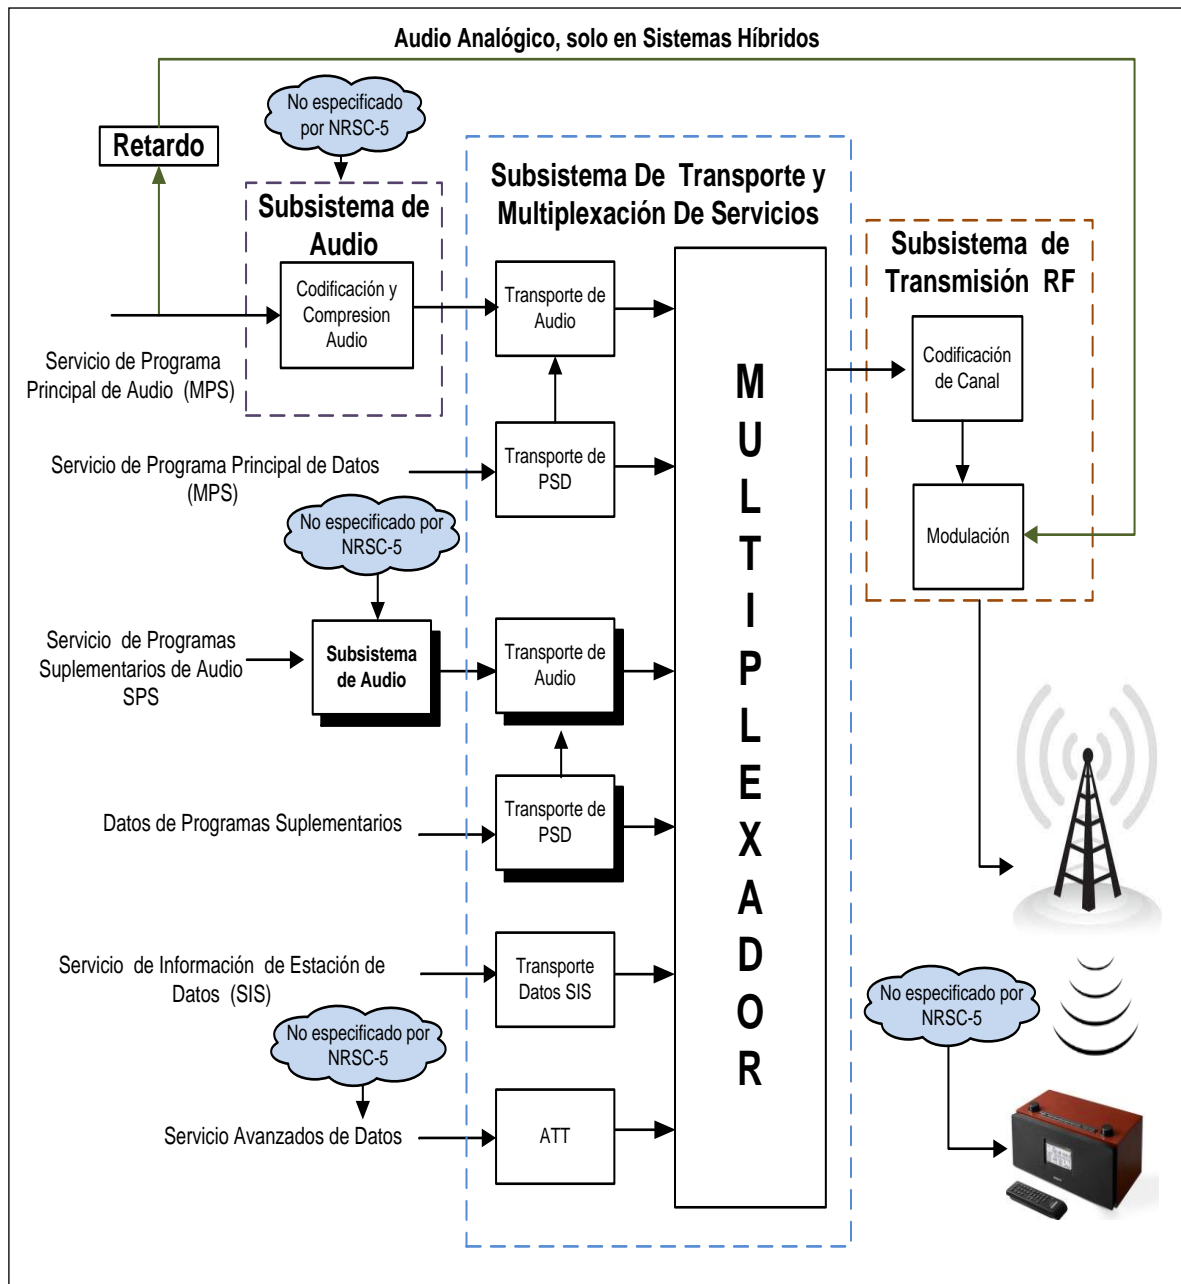 Audio Analógico, solo en Sistemas Híbridos
No especificado
por NRSC-5
Retardo
Subsistema De Transporte y
Multiplexación De Servicios
Subsistema de
Audio
Subsistema de
Transmisión RF
Codificación y
Compresion
Audio
Transporte de
Audio
Codificación
de Canal
Servicio de Programa
Principal de Audio (MPS)
Servicio de Programa Principal de Datos
(MPS)
Transporte de
PSD
Modulación
No especificado por
NRSC-5
Servicio de Programas
Suplementarios de Audio
SPS
Subsistema
de Audio
Transporte de
Audio
Datos de Programas Suplementarios
Transporte de
PSD
Servicio de Información de Estación de
Datos (SIS)
Transporte
Datos SIS
No especificado por
NRSC-5
Servicio Avanzados de Datos
ATT
M
U
L
T
I
P
L
E
X
A
D
O
R
No especificado por
NRSC-5